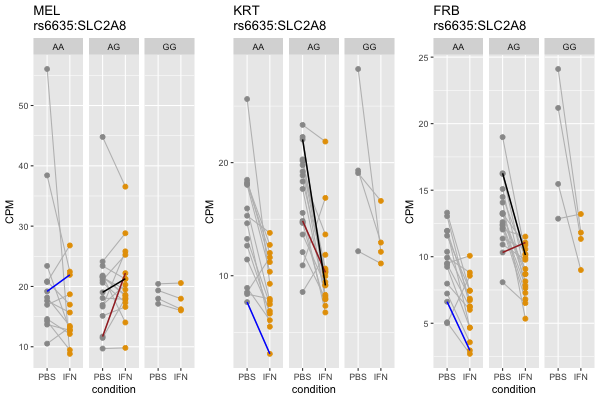 MEL
rs6635:SLC2A8
AA AG GG
CPM
50
40
30
20
10
PBS IFN PBS IFN PBS IFN
condition
KRT
rs6635:SLC2A8
AA AG GG
CPM
20
10
PBS IFN PBS IFN PBS IFN
condition
FRB
rs6635:SLC2A8
AA AG GG
CPM
25
20
15
10
5
PBS IFN PBS IFN PBS IFN
condition